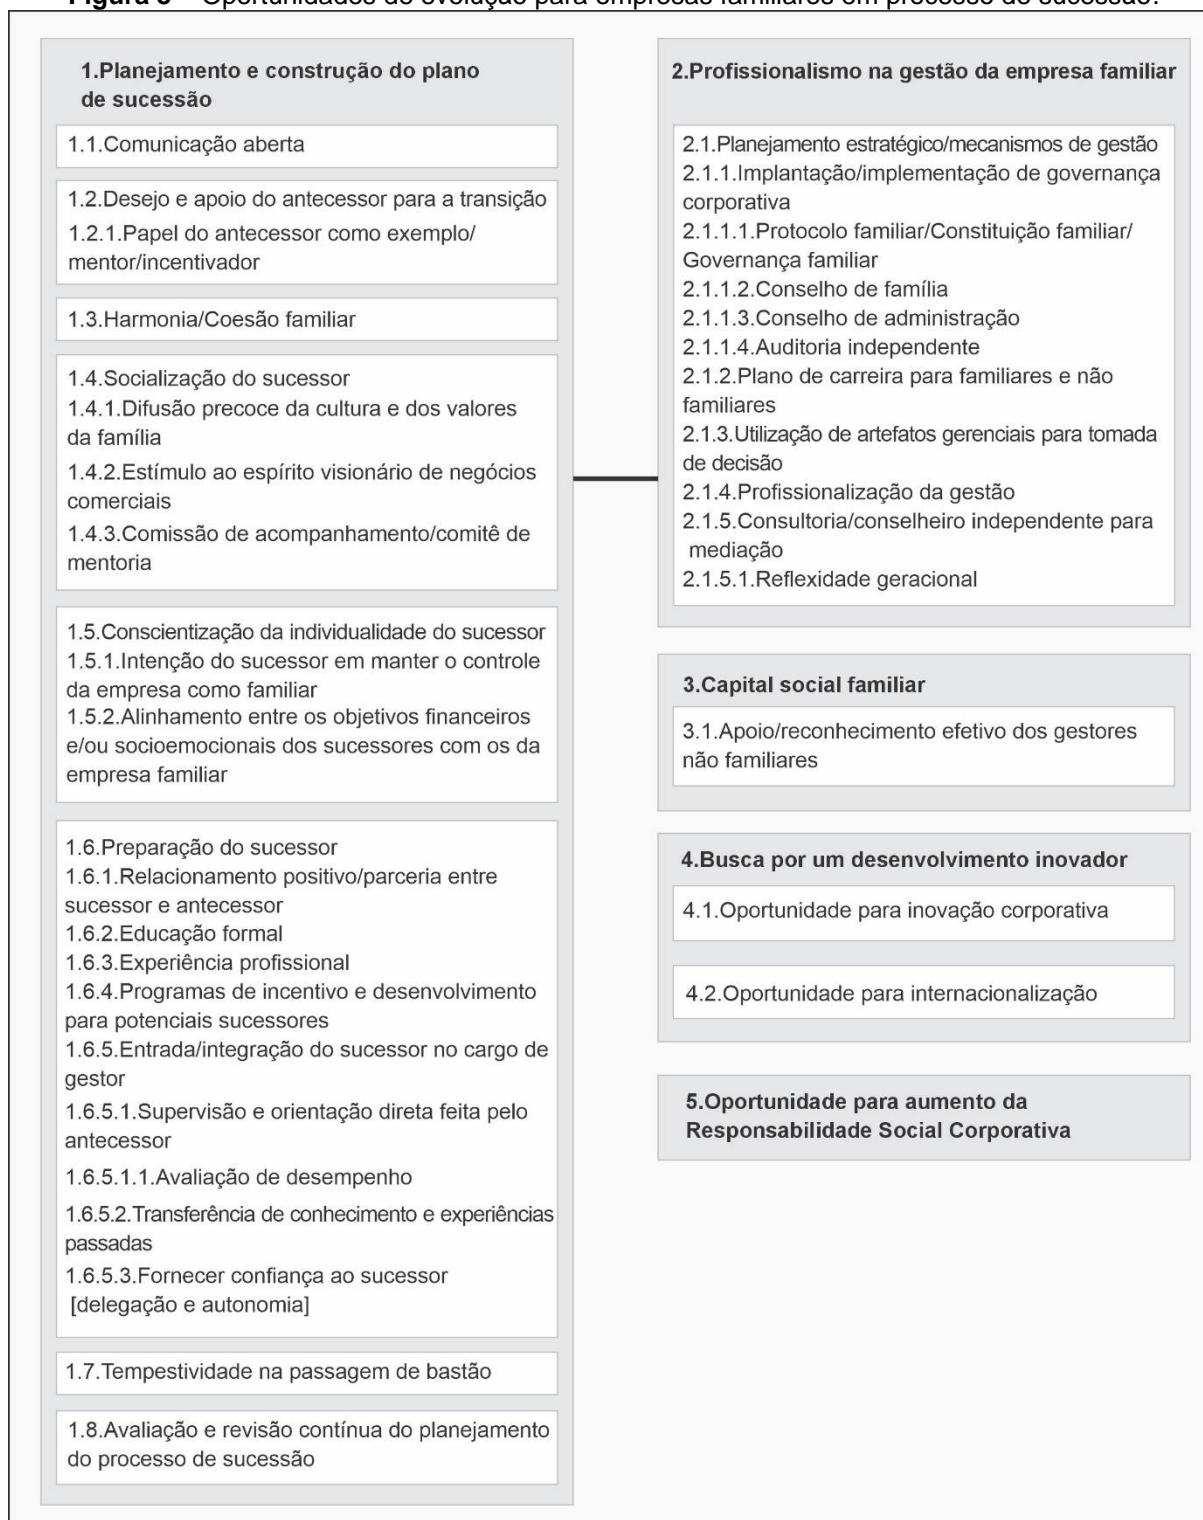 Figura 3 – Oportunidades de evolução para empresas familiares em processo de sucessão.
1.Planejamento e construção do plano
de sucessão
1.1.Comunicação aberta
1.2.Desejo e apoio do antecessor para a transição
1.2.1.Papel do antecessor como exemplo/
mentor/incentivador
1.3.Harmonia/Coesão familiar
1.4.Socialização do sucessor
1.4.1.Difusão precoce da cultura e dos valores
da família
1.4.2.Estímulo ao espírito visionário de negócios
comerciais
1.4.3.Comissão de acompanhamento/comitê de
mentoria
1.5.Conscientização da individualidade do sucessor
1.5.1.Intenção do sucessor em manter o controle
da empresa como familiar
1.5.2.Alinhamento entre os objetivos financeiros
e/ou socioemocionais dos sucessores com os da
empresa familiar
1.6.Preparação do sucessor
1.6.1.Relacionamento positivo/parceria entre
sucessor e antecessor
1.6.2.Educação formal
1.6.3.Experiência profissional
1.6.4.Programas de incentivo e desenvolvimento
para potenciais sucessores
1.6.5.Entrada/integração do sucessor no cargo de
gestor
1.6.5.1.Supervisão e orientação direta feita pelo
antecessor
1.6.5.1.1.Avaliação de desempenho
1.6.5.2.Transferência de conhecimento e experiências
passadas
1.6.5.3.Fornecer confiança ao sucessor
[delegação e autonomia]
1.7.Tempestividade na passagem de bastão
1.8.Avaliação e revisão contínua do planejamento
do processo de sucessão
2.Profissionalismo na gestão da empresa familiar
2.1.Planejamento estratégico/mecanismos de gestão
2.1.1.Implantação/implementação de governança
corporativa
2.1.1.1.Protocolo familiar/Constituição familiar/
Governança familiar
2.1.1.2.Conselho de família
2.1.1.3.Conselho de administração
2.1.1.4.Auditoria independente
2.1.2.Plano de carreira para familiares e não
familiares
2.1.3.Utilização de artefatos gerenciais para tomada
de decisão
2.1.4.Profissionalização da gestão
2.1.5.Consultoria/conselheiro independente para
mediação
2.1.5.1.Reflexidade geracional
3.Capital social familiar
3.1.Apoio/reconhecimento efetivo dos gestores
não familiares
4.Busca por um desenvolvimento inovador
4.1.Oportunidade para inovação corporativa
4.2.Oportunidade para internacionalização
5.Oportunidade para aumento da
Responsabilidade Social Corporativa